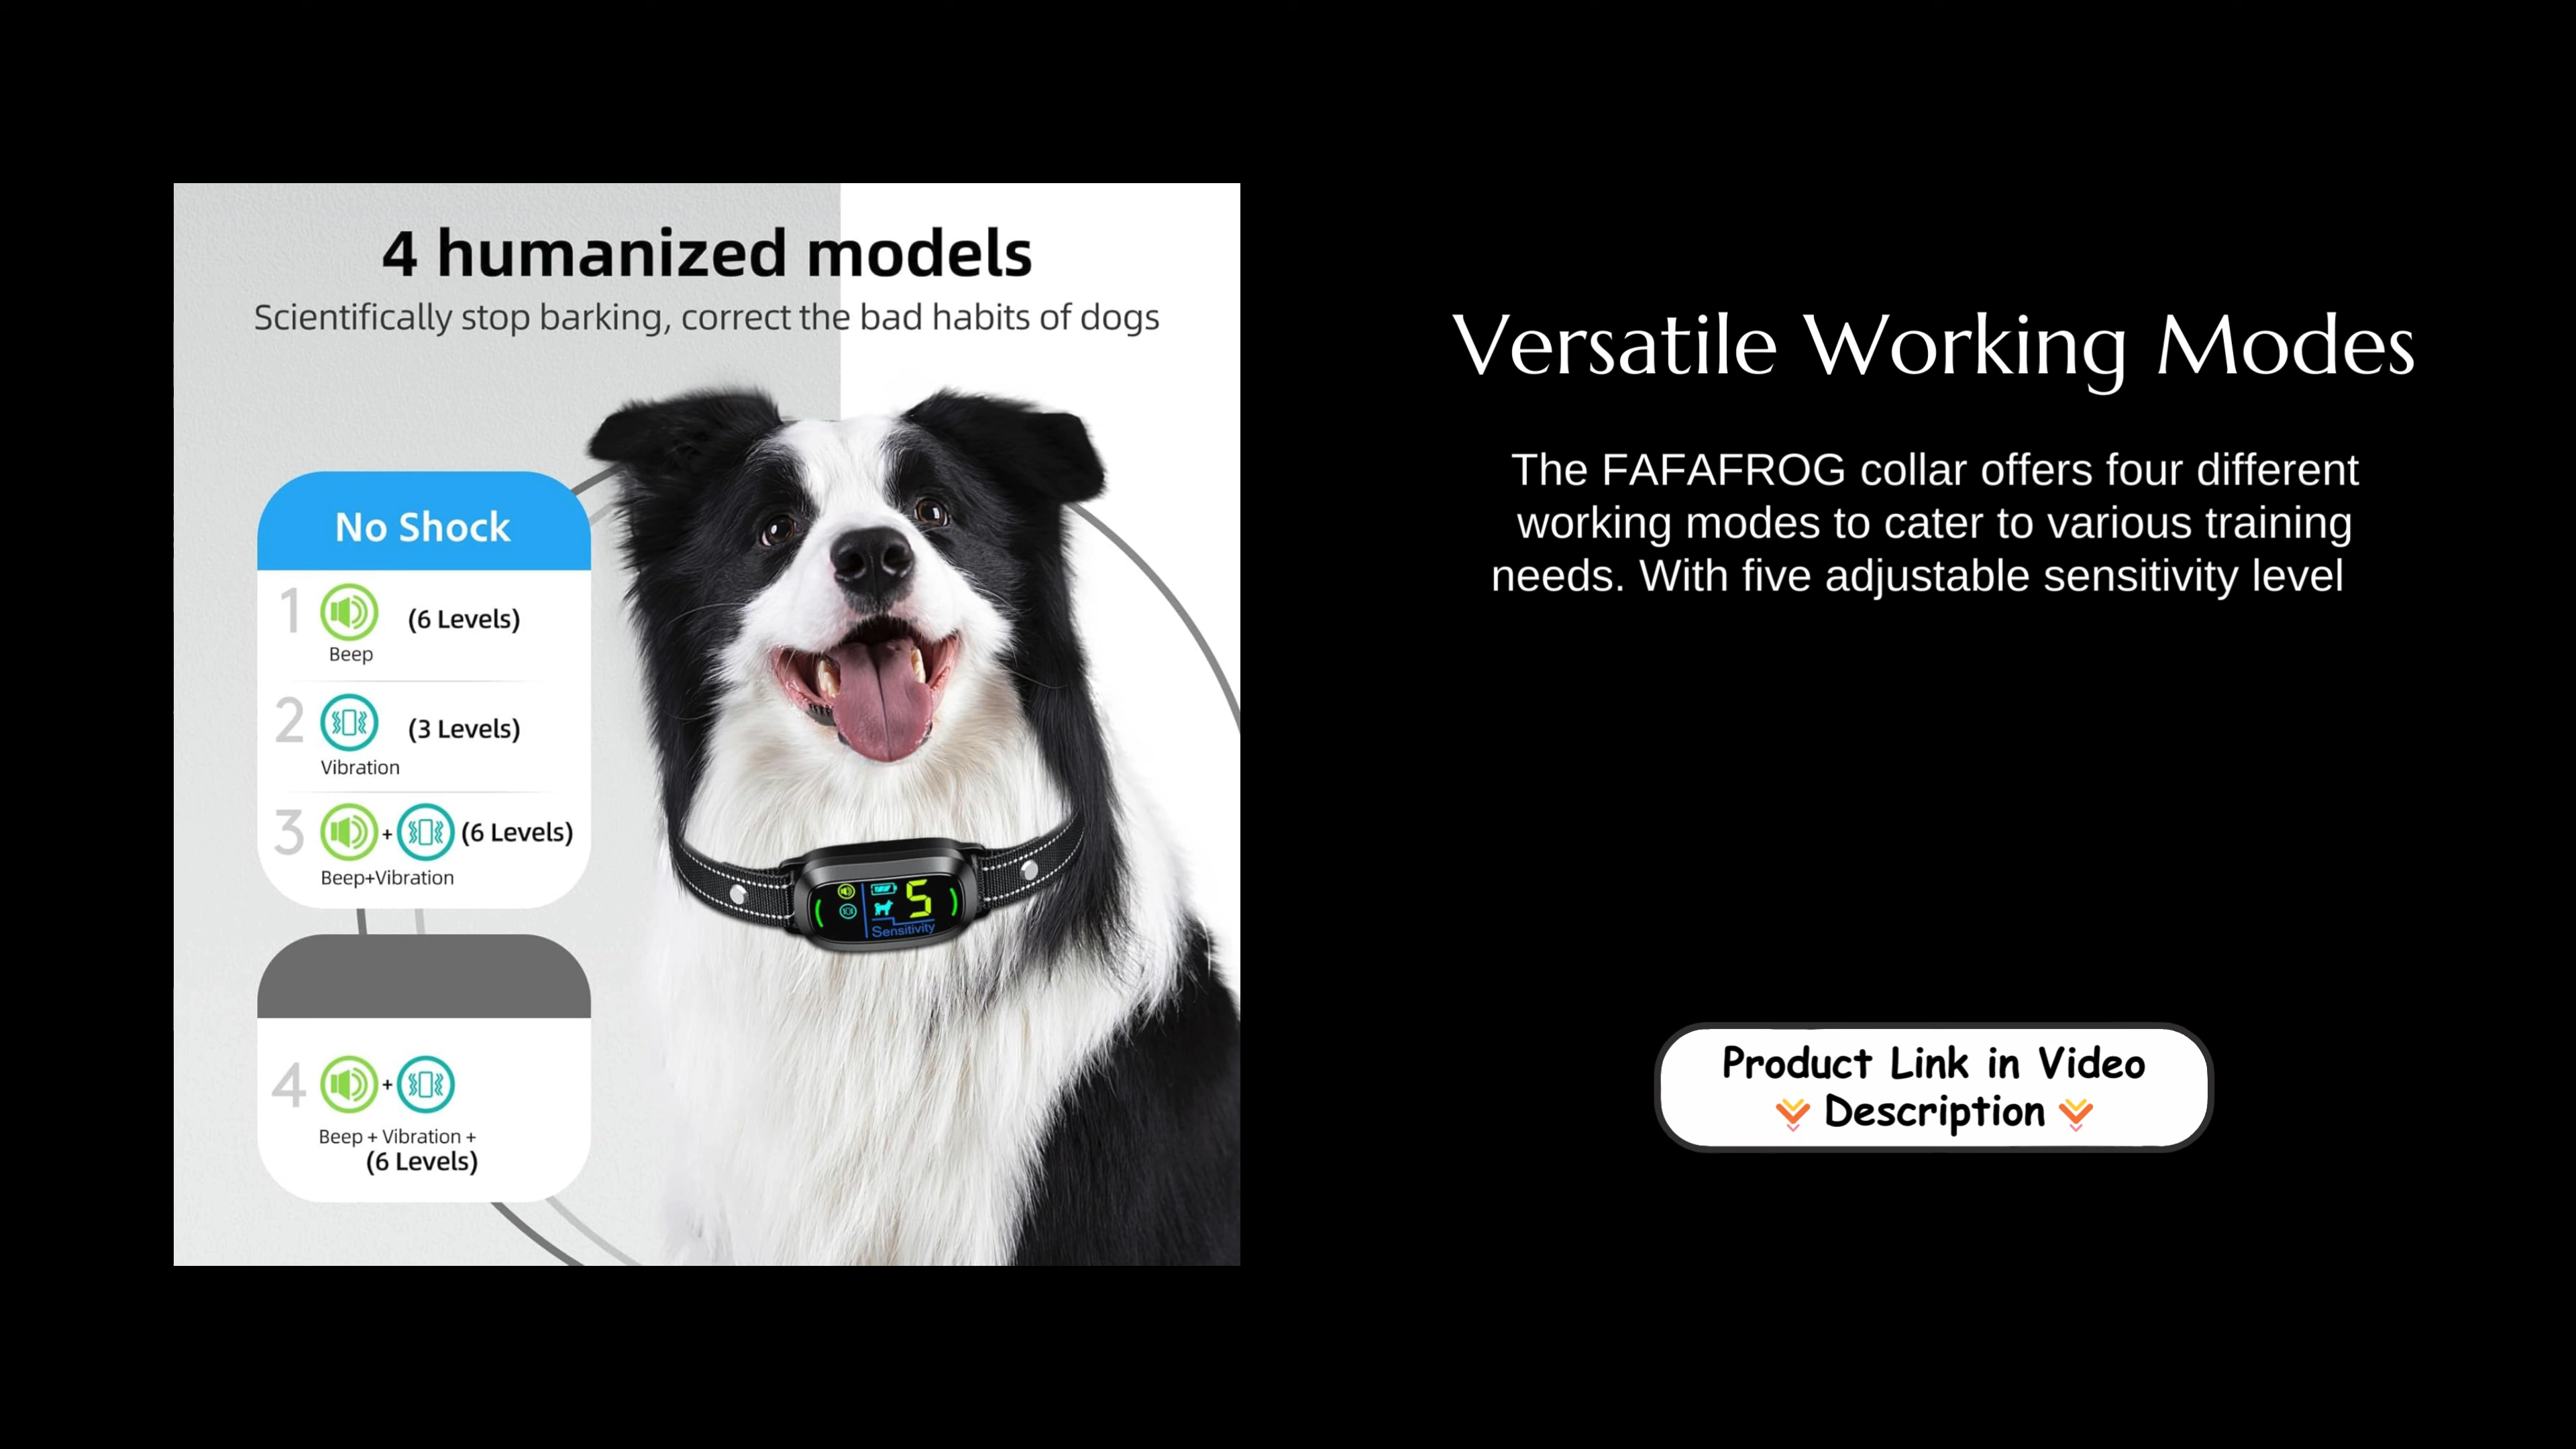 4 humanized models
Scientifically stop barking, correct the bad habits of dogs
No Shock
1 (6 Levels)
Beep
2 (3 Levels)
Vibration
3 + (6 Levels)
Beep+Vibration
4 +
Beep + Vibration +
(6 Levels)
5
Sensitivity
Versatile Working Modes
The FAFAFROG collar offers four different
working modes to cater to various training
needs. With five adjustable sensitivity level
Product Link in Video
Description